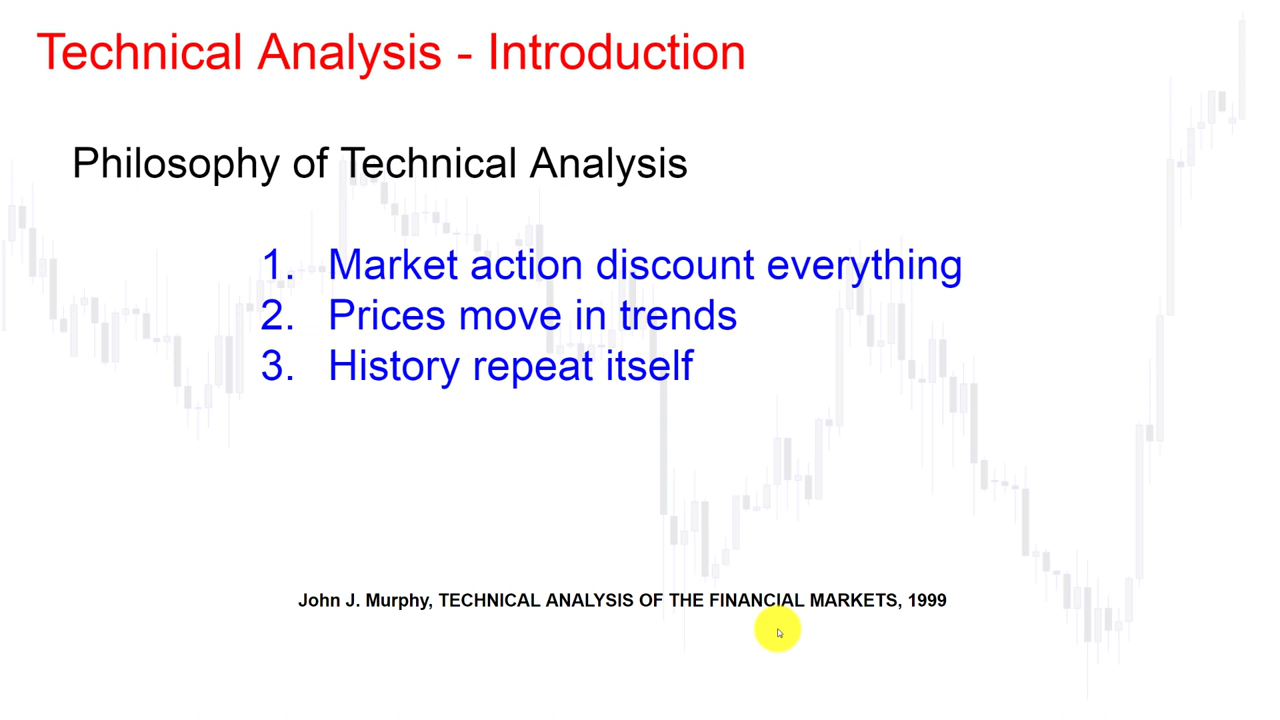 Technical Analysis - Introduction
Philosophy of Technical Analysis
1. Market action discount everything
2. Prices move in trends
3. History repeat itself
John J. Murphy, TECHNICAL ANALYSIS OF THE FINANCIAL MARKETS, 1999